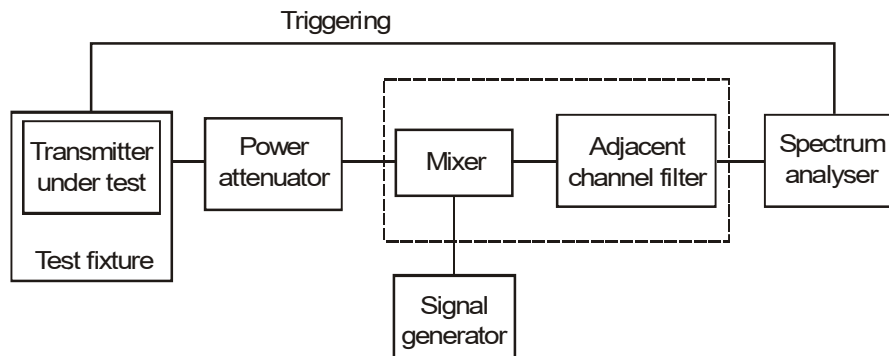 Triggering
Transmitter
under test
Test fixture
Power
attenuator
Mixer
Adjacent
channel filter
Spectrum
analyser
Signal
generator